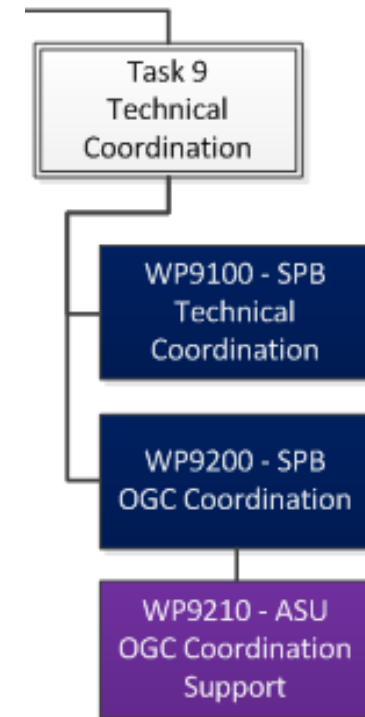 Task 9
Technical
Coordination
WP9100 - SPB
Technical
Coordination
WP9200 - SPB
OGC Coordination
WP9210 - ASU
OGC Coordination
Support